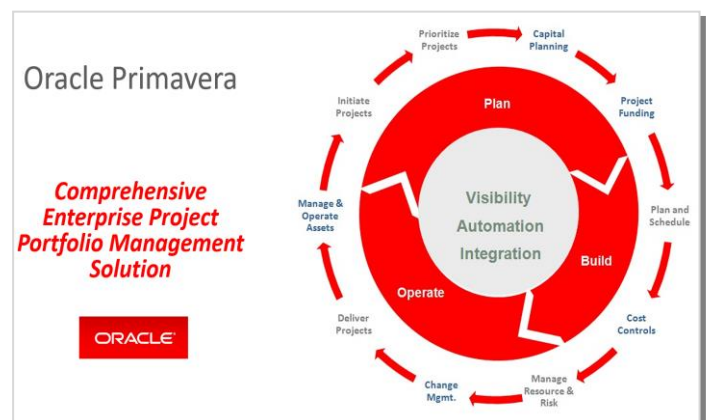 Oracle Primavera
Comprehensive
Enterprise Project
Portfolio Management
Solution
ORACLE®
Prioritize
Projects
Capital
Planning
Project
Funding
Plan and
Schedule
Cost
Controls
Manage
Resource &
Risk
Change
Mgmt.
Deliver
Projects
Manage &
Operate
Assets
Initiate
Projects
Plan
Build
Operate
Visibility
Automation
Integration